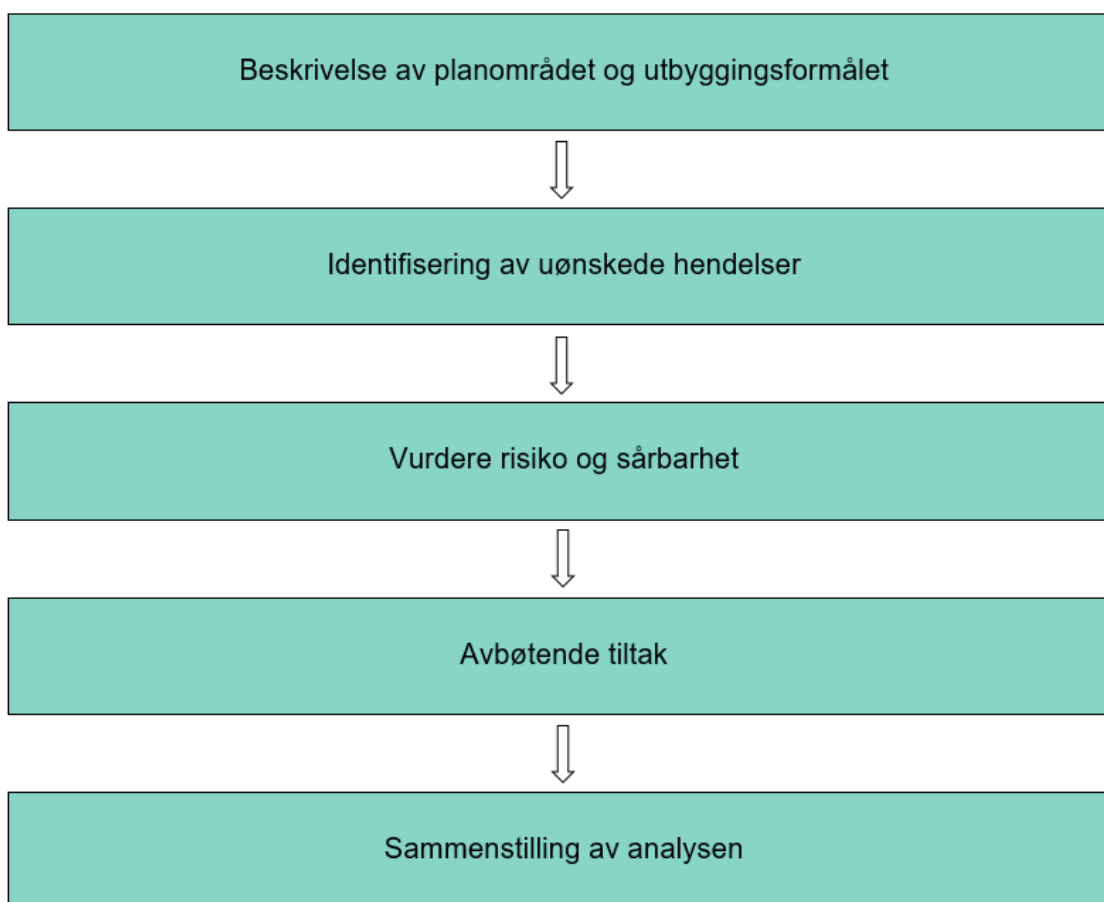 Beskrivelse av planområdet og utbyggingsformålet
Identifisering av uønskede hendelser
Vurdere risiko og sårbarhet
Avbøtende tiltak
Sammenstilling av analysen